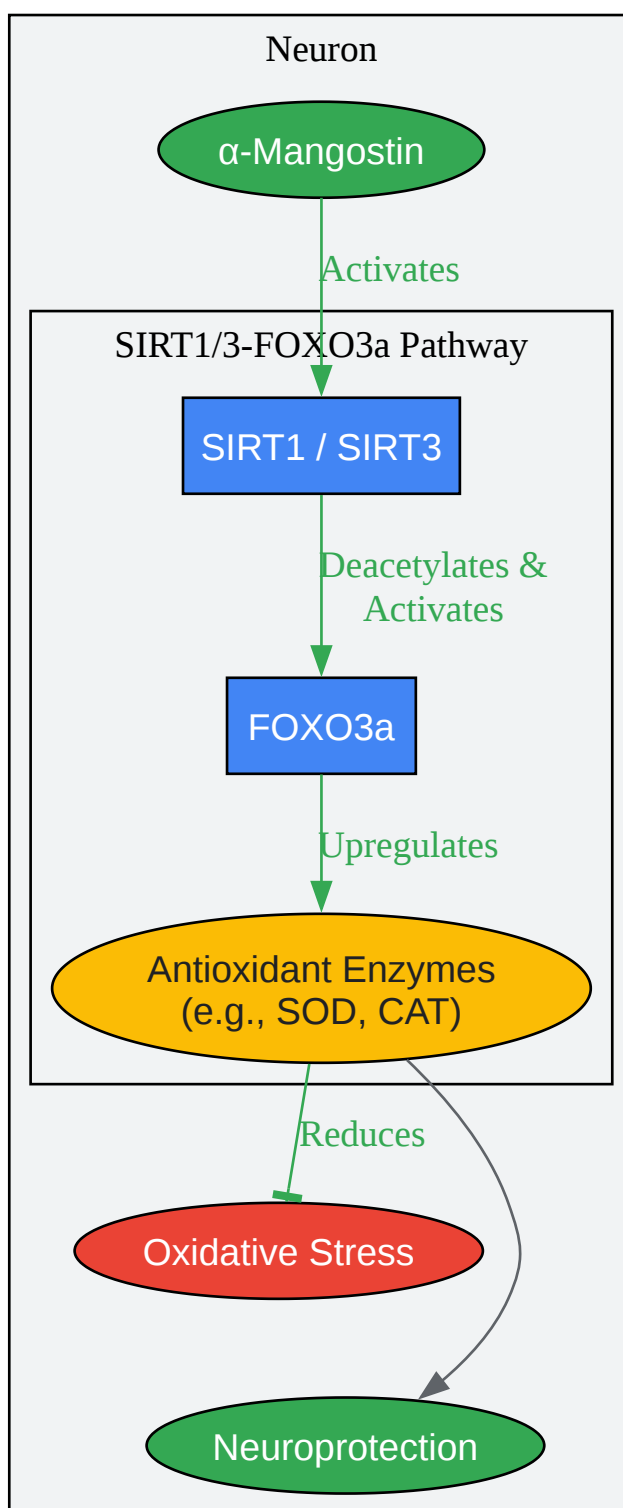 Neuron
α-Mangostin
Activates
SIRT1/3-FOXO3a Pathway
SIRT1 / SIRT3
Deacetylates &
Activates
FOXO3a
Upregulates
Antioxidant Enzymes
(e.g., SOD, CAT)
Reduces
Oxidative Stress
Neuroprotection